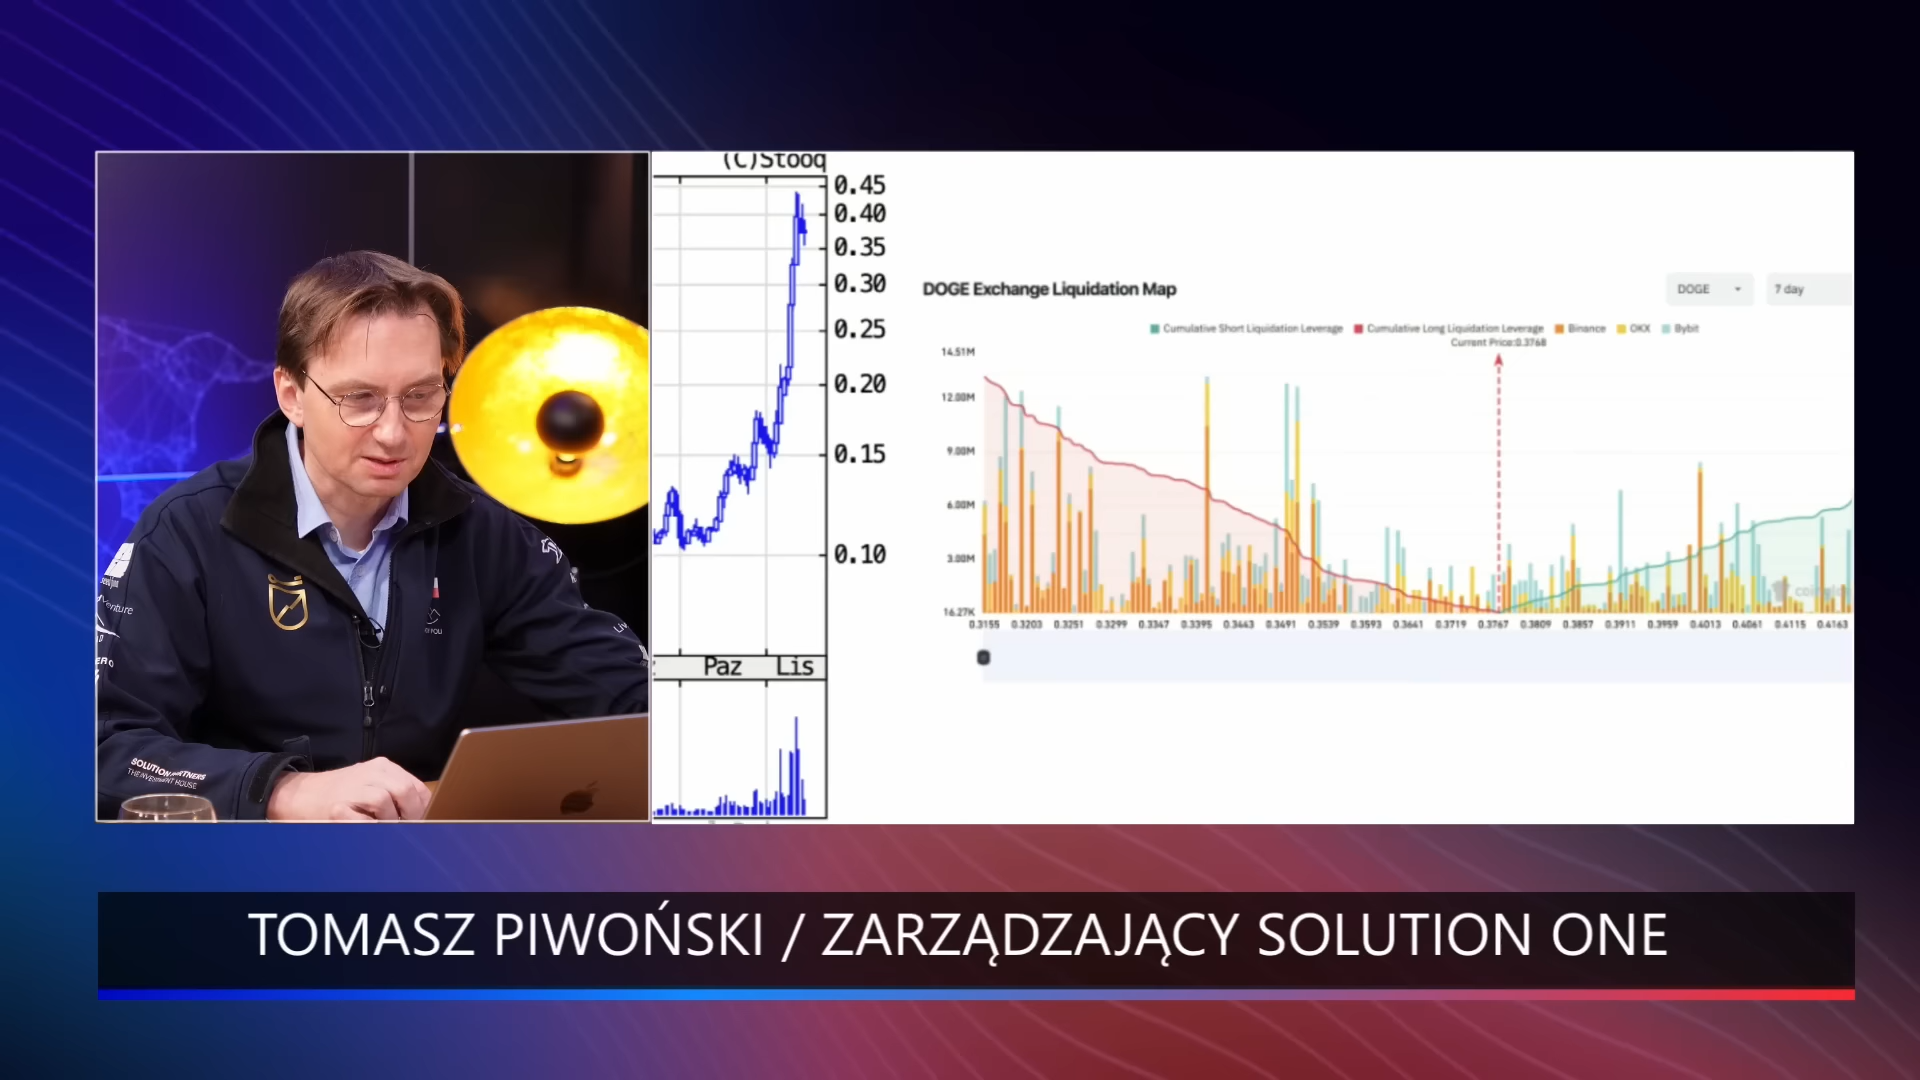 (C)Stooq
0.45
0.40
0.35
0.30
0.25
0.20
0.15
0.10
Paz Lis
DOGE Exchange Liquidation Map
DOGE
7 day
Cumulative Short Liquidation Leverage Cumulative Long Liquidation Leverage Binance OKX Bybit
Current Price:0.3768
14.51M
12.00M
9.00M
6.00M
3.00M
16.27K
0.3155 0.3203 0.3251 0.3299 0.3347 0.3395 0.3443 0.3491 0.3539 0.3593 0.3641 0.3719 0.3767 0.3809 0.3857 0.3911 0.3959 0.4013 0.4061 0.4115 0.4163
SOLUTION PARTNERS
THE INVESTMENT HOUSE
TOMASZ PIWOŃSKI / ZARZĄDZAJĄCY SOLUTION ONE